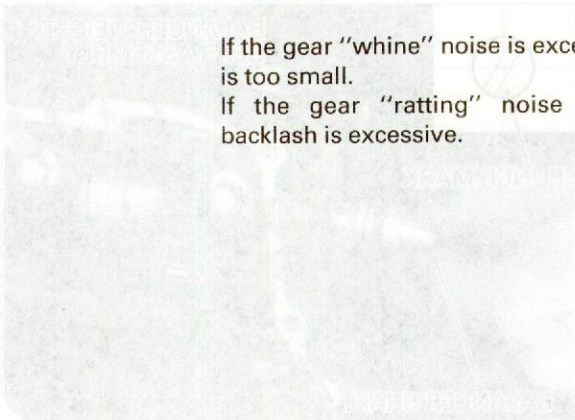 If the gear "whine" noise is exce
is too small.
If the gear "ratting" noise
backlash is excessive.